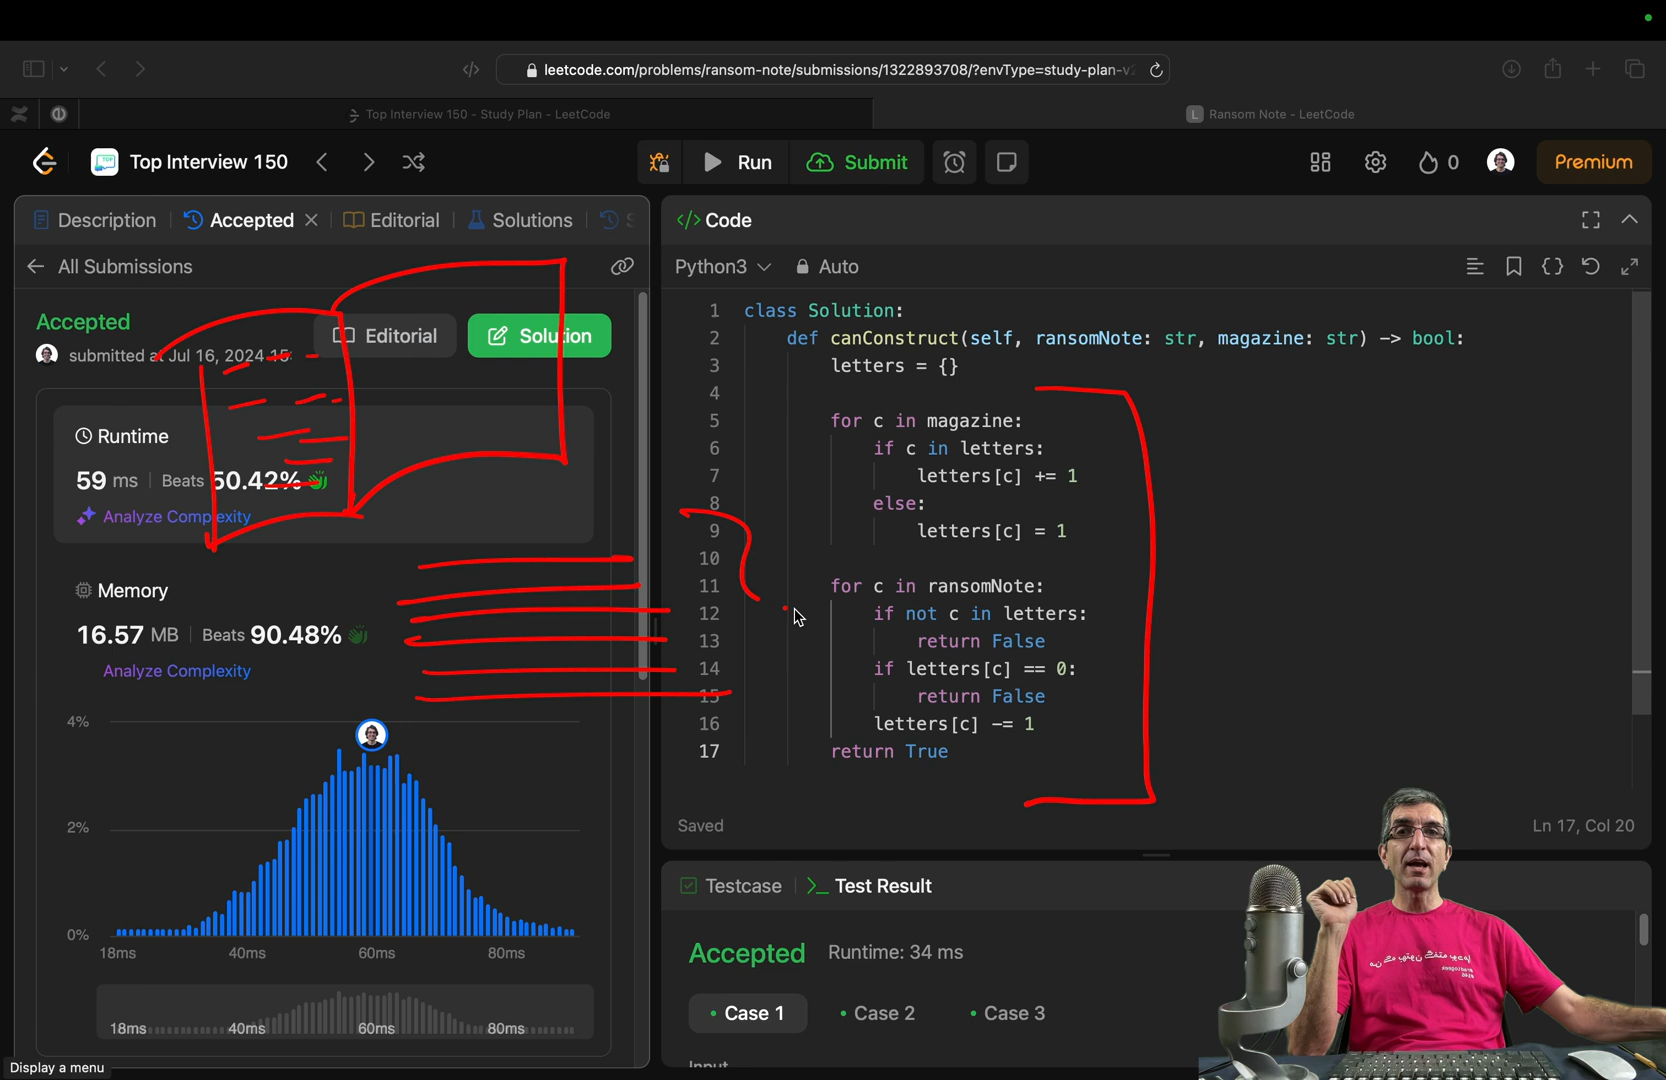 leetcode.com/problems/ransom-note/submissions/1322893708/?envType=study-plan-v
Top Interview 150 - Study Plan - LeetCode
L Ransom Note - LeetCode
Top Interview 150
Run
Submit
0
Premium
Description
Accepted
Editorial
Solutions
All Submissions
Accepted
submitted at Jul 16, 2024 15:
Editorial
Solution
Runtime
59 ms | Beats 50.42%
Analyze Complexity
Memory
16.57 MB | Beats 90.48%
Analyze Complexity
4%
2%
0%
18ms 40ms 60ms 80ms
18ms 40ms 60ms 80ms
Display a menu
</> Code
Python3
Auto
1 class Solution:
2 def canConstruct(self, ransomNote: str, magazine: str) -> bool:
3 letters = {}
4
5 for c in magazine:
6 if c in letters:
7 letters[c] += 1
8 else:
9 letters[c] = 1
10
11 for c in ransomNote:
12 if not c in letters:
13 return False
14 if letters[c] == 0:
15 return False
16 letters[c] -= 1
17 return True
Saved
Ln 17, Col 20
Testcase
Test Result
Accepted Runtime: 34 ms
Case 1
Case 2
Case 3
Input